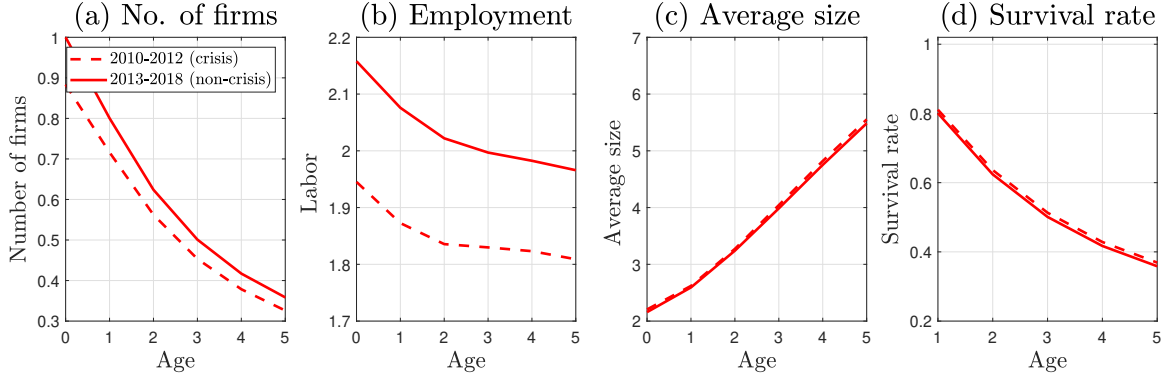 (a) No. of firms
1
0.9
0.8
0.7
0.6
0.5
0.4
0.3
0 1 2 3 4 5
Number of firms
Age
2010-2012 (crisis)
2013-2018 (non-crisis)
(b) Employment
2.2
2.1
2
1.9
1.8
1.7
0 1 2 3 4 5
Labor
Age
(c) Average size
7
6
5
4
3
2
0 1 2 3 4 5
Average size
Age
(d) Survival rate
1
0.8
0.6
0.4
0.2
1 2 3 4 5
Survival rate
Age